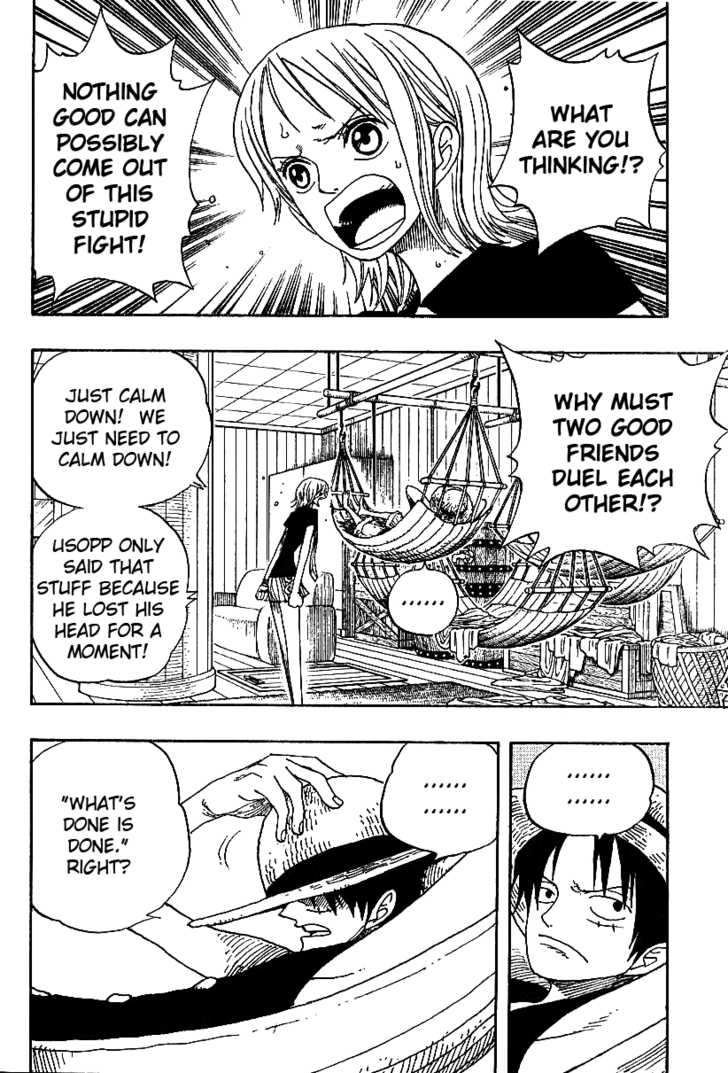 WHAT
ARE YOU
THINKING!?
NOTHING
GOOD CAN
POSSIBLY
COME OUT
OF THIS
STUPID
FIGHT!
WHY MUST
TWO GOOD
FRIENDS
DUEL EACH
OTHER!?
......
JUST CALM
DOWN! WE
JUST NEED TO
CALM DOWN!
USOPP ONLY
SAID THAT
STUFF BECAUSE
HE LOST HIS
HEAD FOR A
MOMENT!
......
......
......
......
"WHAT'S
DONE IS
DONE."
RIGHT?